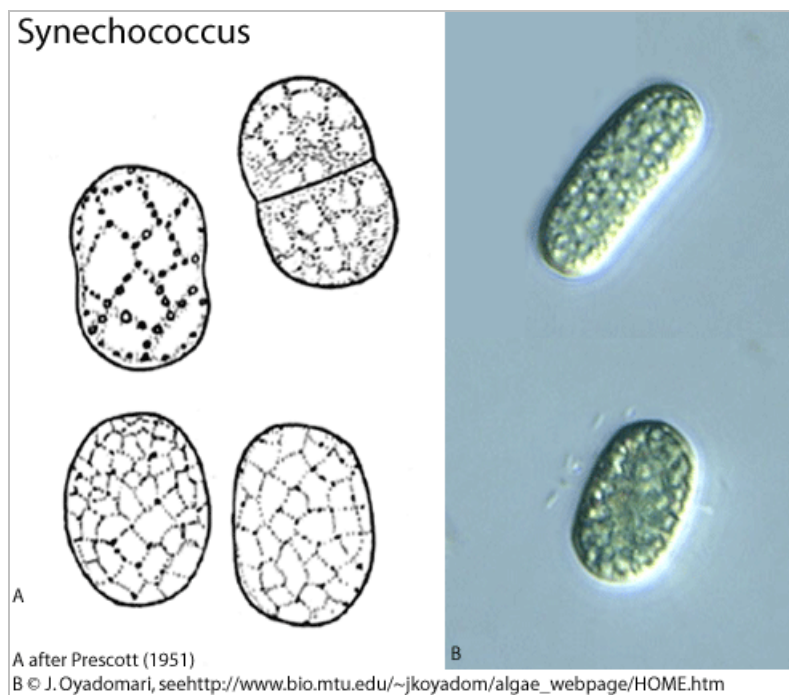 Synechococcus
A
B
A after Prescott (1951)
B © J. Oyadomari, seehttp://www.bio.mtu.edu/~jkoyadom/algae_webpage/HOME.htm